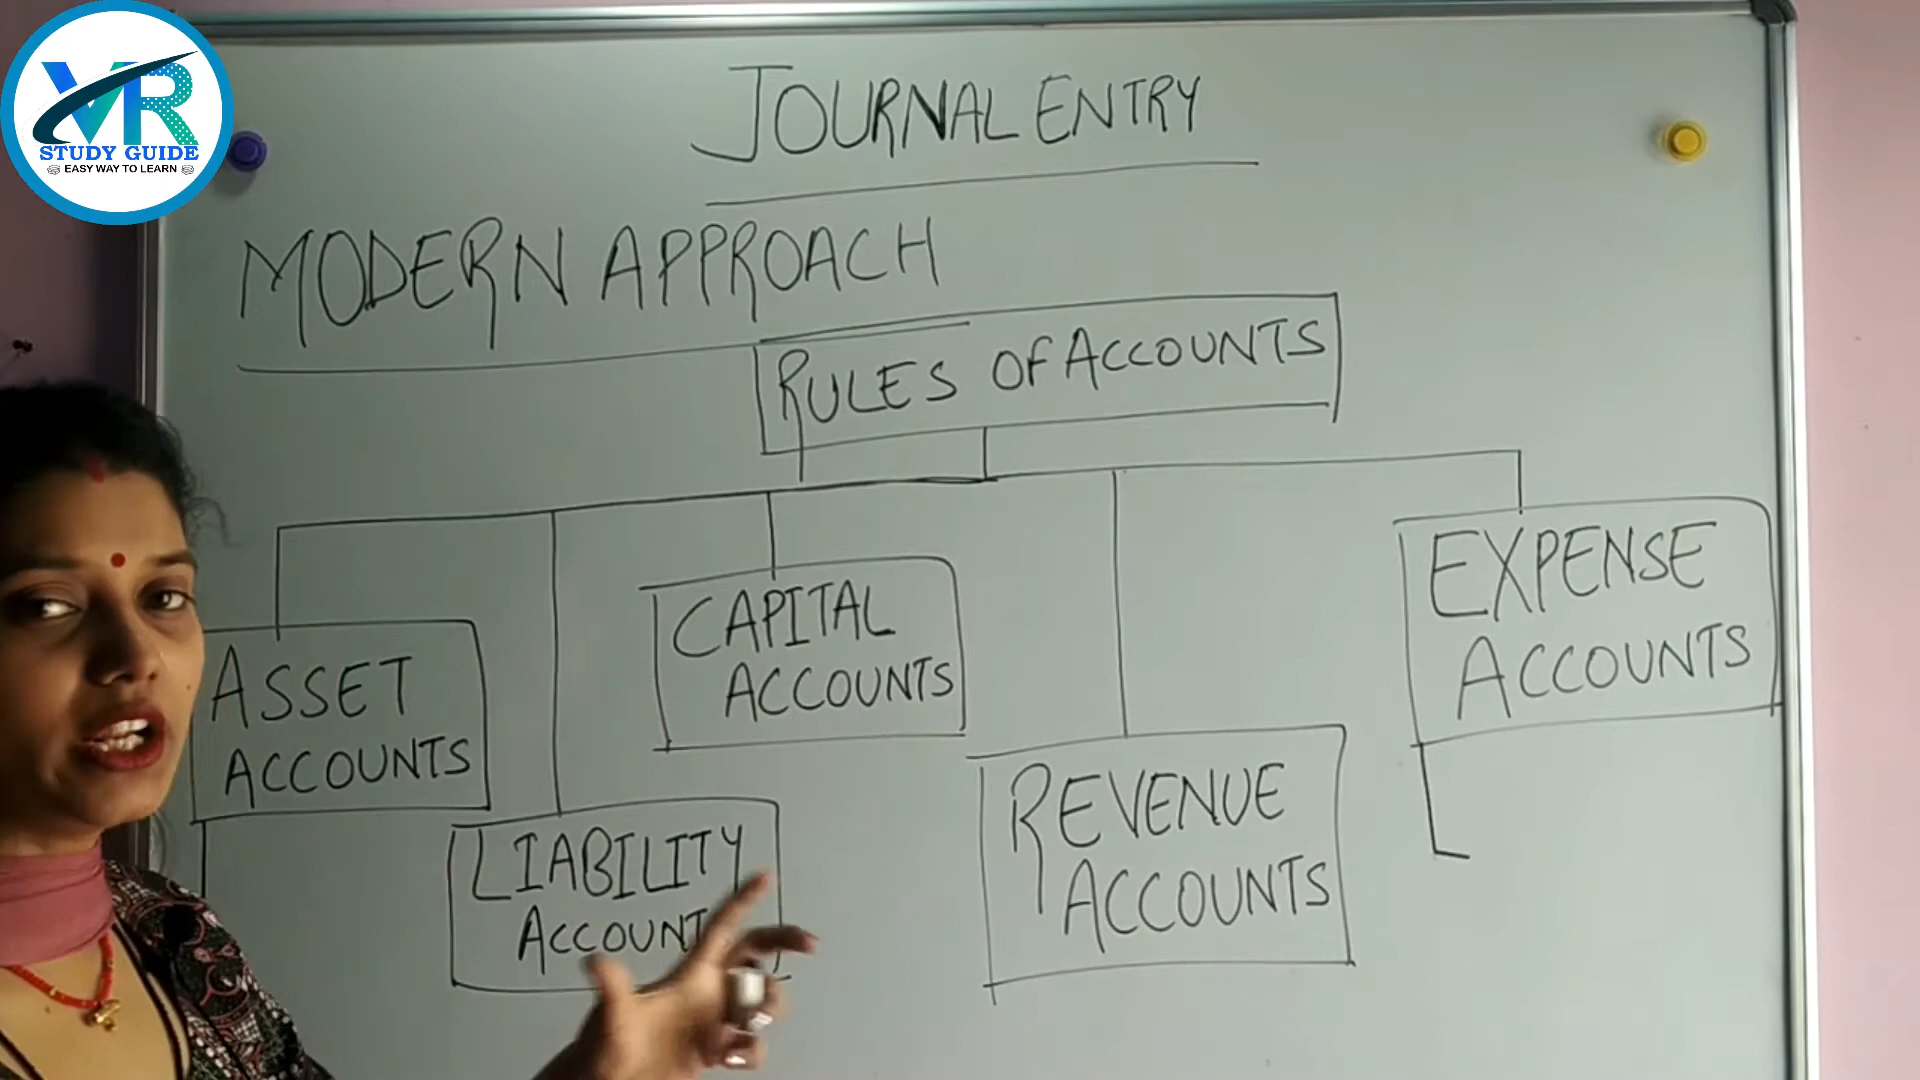 VR
STUDY GUIDE
EASY WAY TO LEARN
JOURNAL ENTRY
MODERN APPROACH
RULES OF ACCOUNTS
ASSET
ACCOUNTS
LIABILITY
ACCOUNT
CAPITAL
ACCOUNTS
REVENUE
ACCOUNTS
EXPENSE
ACCOUNTS